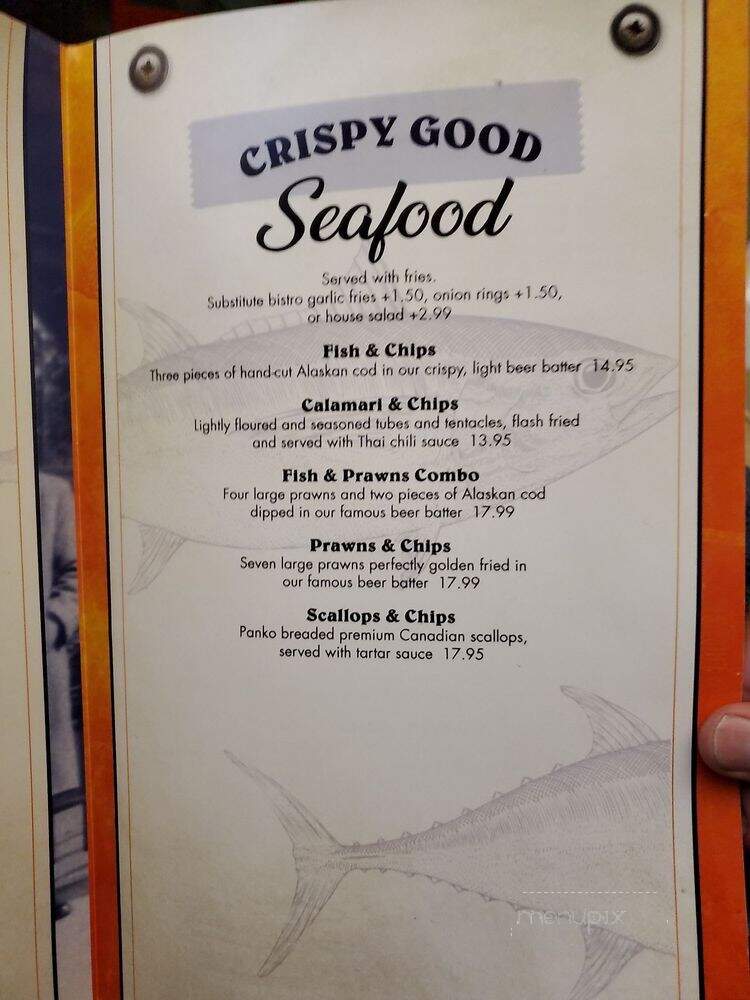 CRISPY GOOD
Seafood
Served with fries.
Substitute bistro garlic fries +1.50, onion rings +1.50,
or house salad +2.99
Fish & Chips
Three pieces of hand-cut Alaskan cod in our crispy, light beer batter 14.95
Calamari & Chips
Lightly floured and seasoned tubes and tentacles, flash fried
and served with Thai chili sauce 13.95
Fish & Prawns Combo
Four large prawns and two pieces of Alaskan cod
dipped in our famous beer batter 17.99
Prawns & Chips
Seven large prawns perfectly golden fried in
our famous beer batter 17.99
Scallops & Chips
Panko breaded premium Canadian scallops,
served with tartar sauce 17.95
menupix